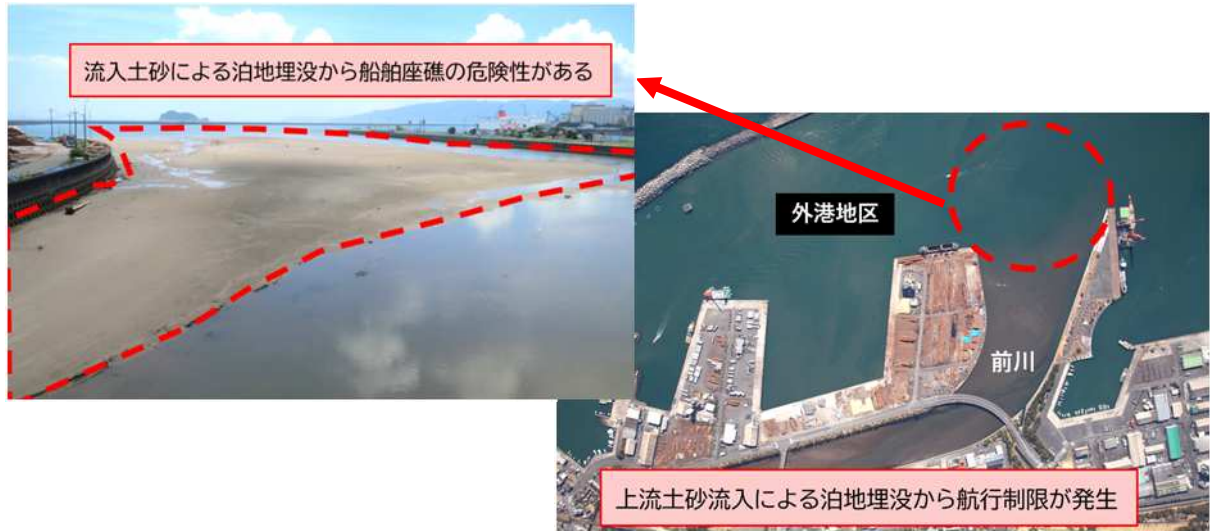 流入土砂による泊地埋没から船舶座礁の危険性がある
外港地区
前川
上流土砂流入による泊地埋没から航行制限が発生